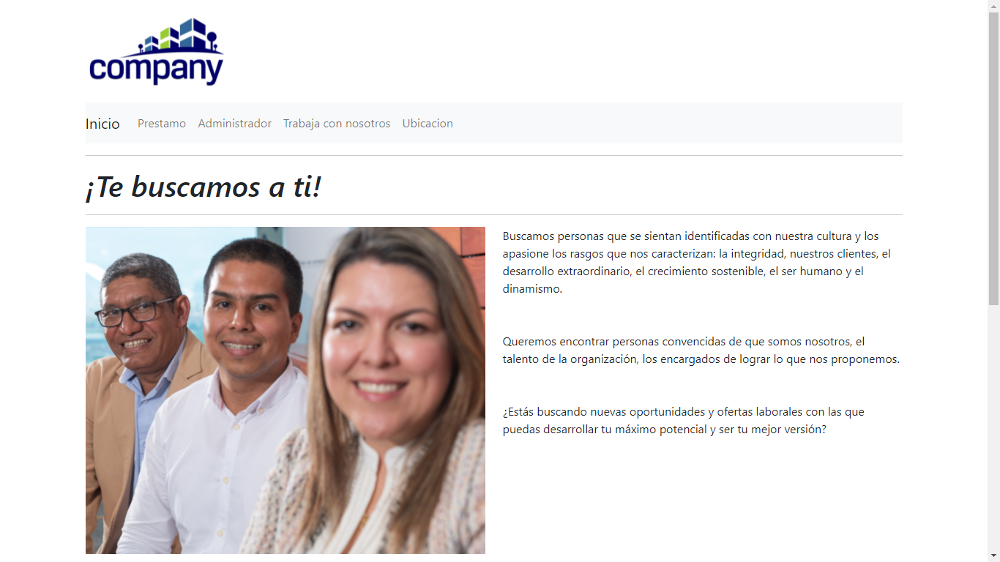 company
Inicio Prestamo Administrador Trabaja con nosotros Ubicacion
¡Te buscamos a ti!
Buscamos personas que se sientan identificadas con nuestra cultura y los
apasione los rasgos que nos caracterizan: la integridad, nuestros clientes, el
desarrollo extraordinario, el crecimiento sostenible, el ser humano y el
dinamismo.
Queremos encontrar personas convencidas de que somos nosotros, el
talento de la organización, los encargados de lograr lo que nos proponemos.
¿Estás buscando nuevas oportunidades y ofertas laborales con las que
puedas desarrollar tu máximo potencial y ser tu mejor versión?